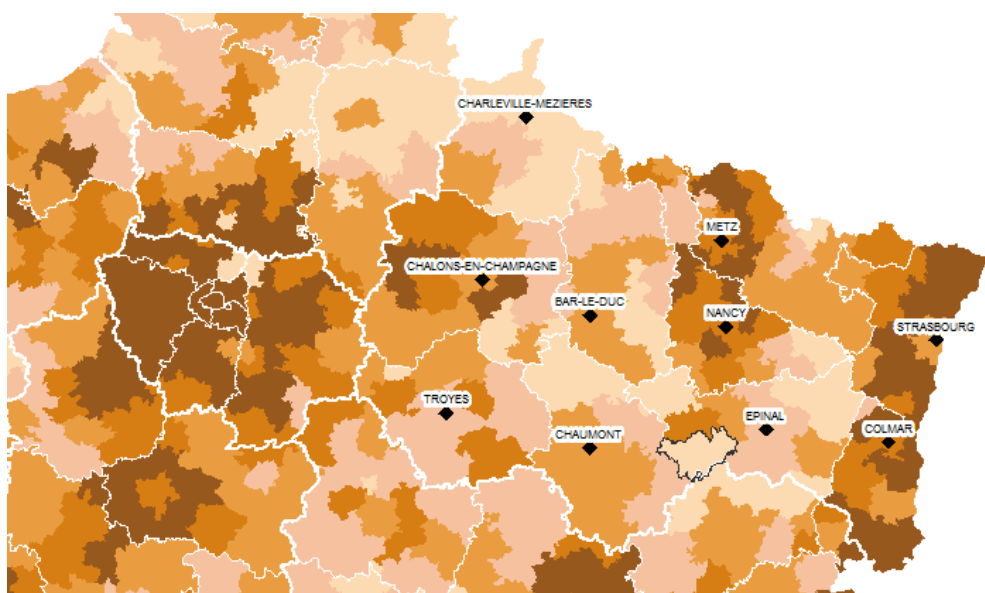 CHARLEVILLE-MEZIERES
METZ
CHALONS-EN-CHAMPAGNE
BAR-LE-DUC
NANCY
STRASBOURG
TROYES
EPINAL
CHAUMONT
COLMAR